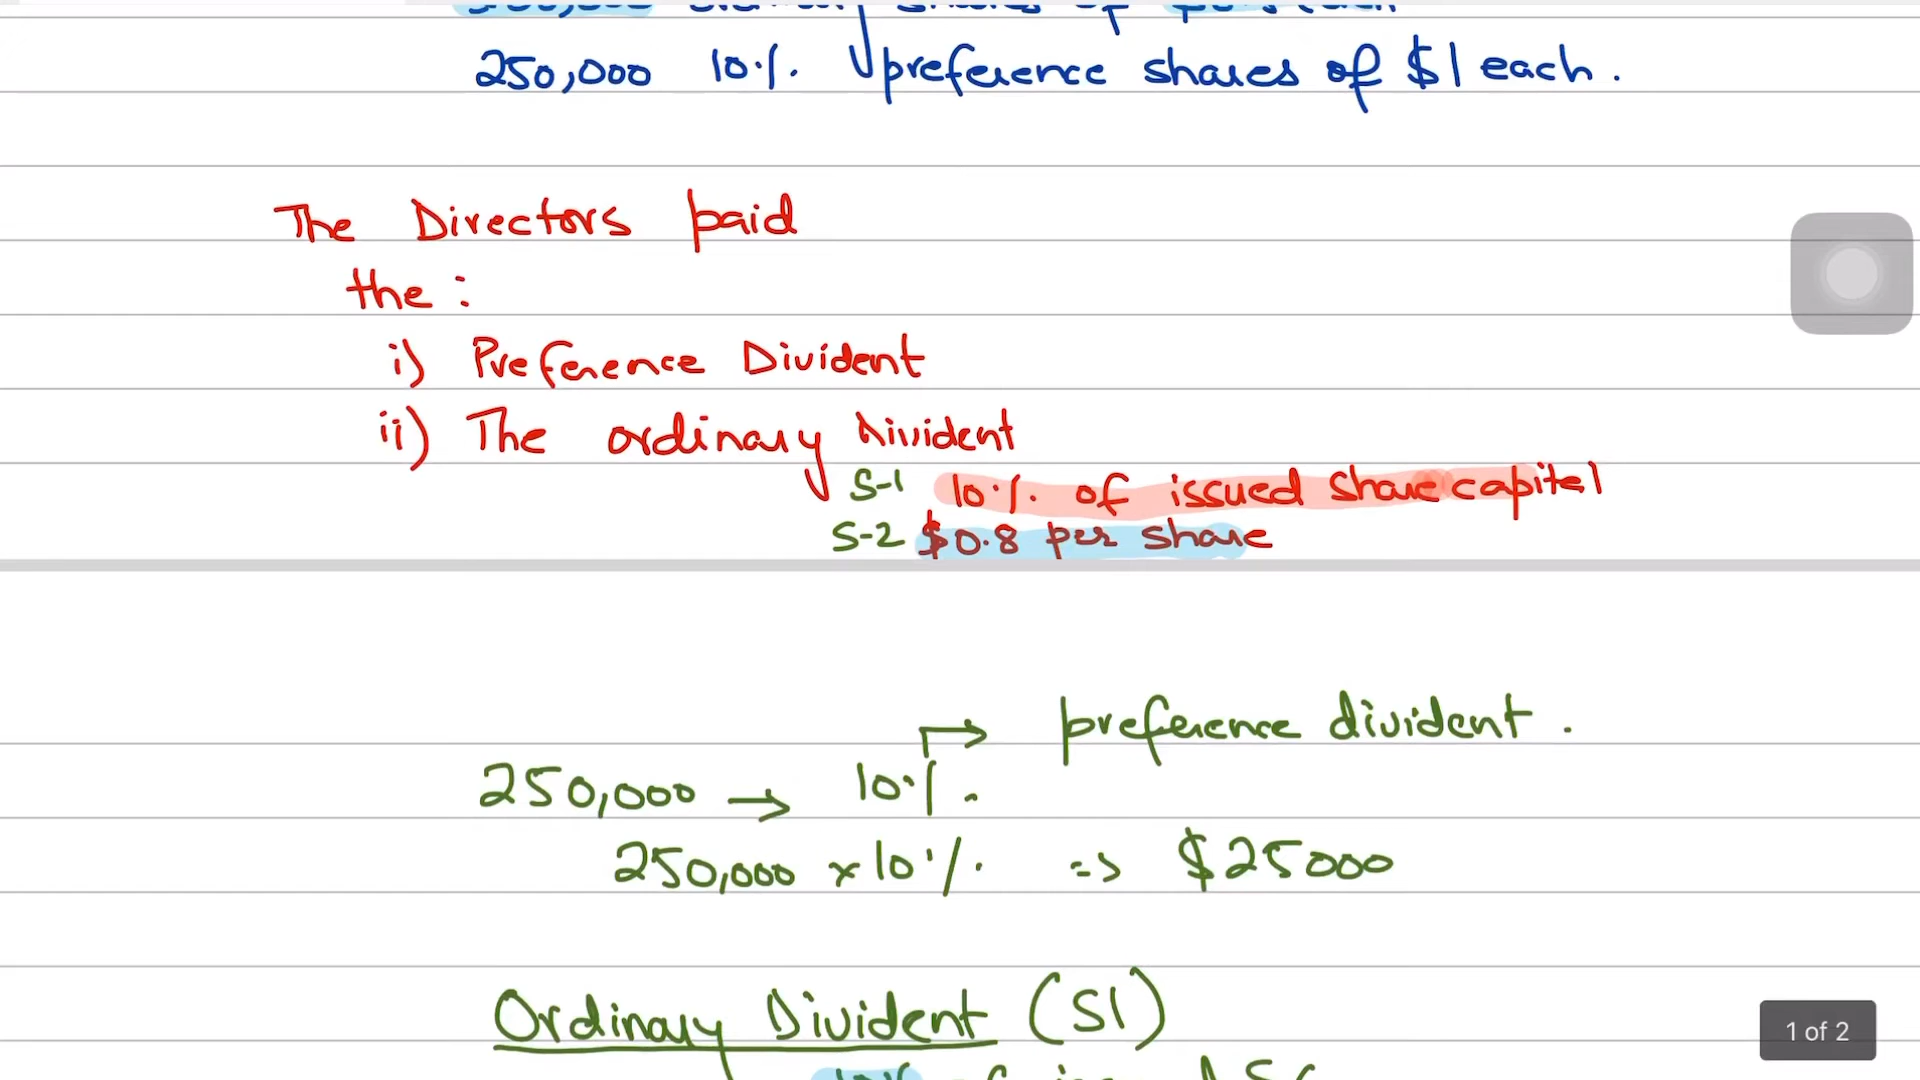 250,000 10% preference shares of $1 each.
The Directors paid
the :
i) Preference Divident
ii) The ordinary Divident
S-1 10% of issued share capital
S-2 $0.8 per share
preference divident.
250,000 → 10%.
250,000 x 10% => $25000
Ordinary Divident (S1)
1 of 2